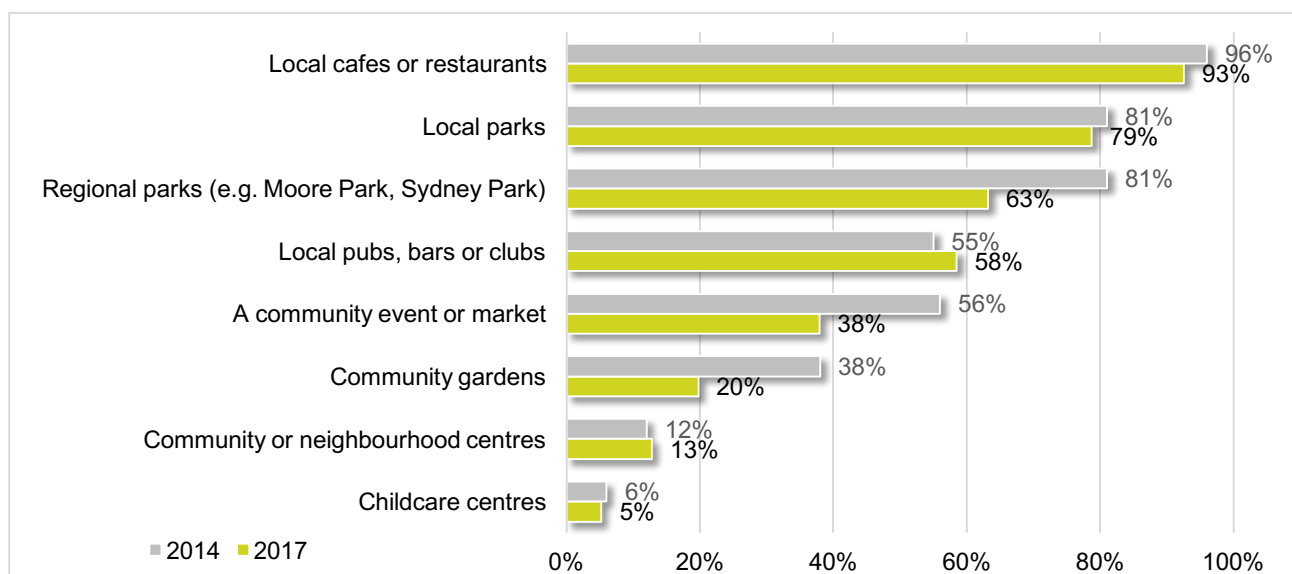 Local cafes or restaurants
96%
93%
Local parks
81%
79%
Regional parks (e.g. Moore Park, Sydney Park)
81%
63%
Local pubs, bars or clubs
55%
58%
A community event or market
56%
38%
Community gardens
38%
20%
Community or neighbourhood centres
12%
13%
Childcare centres
6%
5%
2014 2017
0% 20% 40% 60% 80% 100%